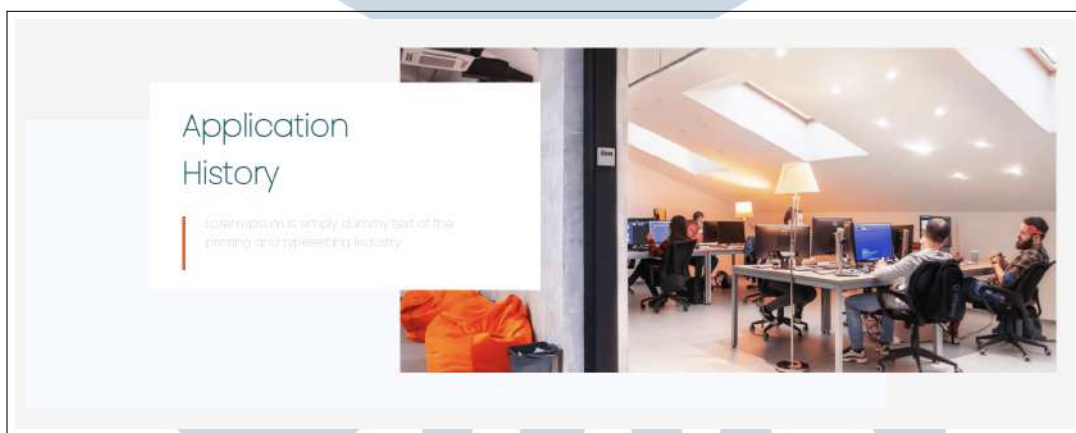 Application
History
Lorem Ipsum is simply dummy text of the
printing and typesetting industry.